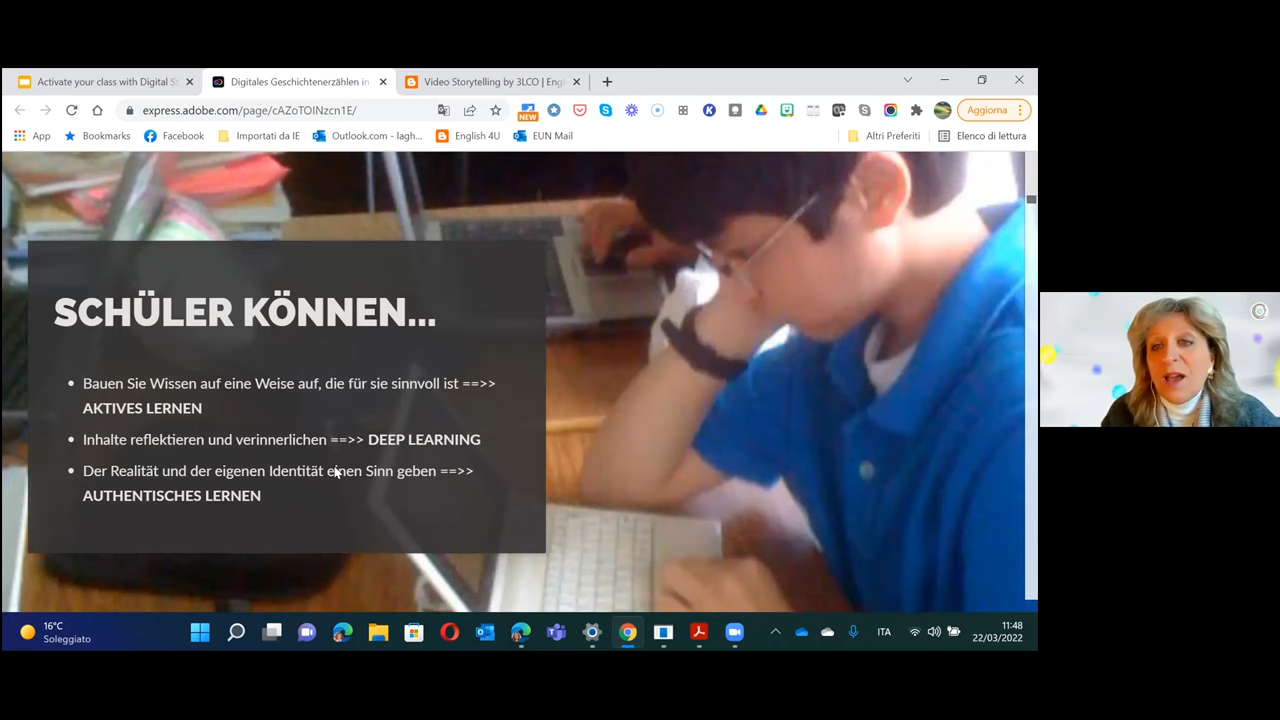 Activate your class with Digital S
Digitales Geschichtenerzählen in
Video Storytelling by 3LCO | Eng
express.adobe.com/page/cAZoTOINzcn1E/
NEW
Aggiorna
App
Bookmarks
Facebook
Importati da IE
Outlook.com - lagh...
English 4U
EUN Mail
Altri Preferiti
Elenco di lettura
SCHÜLER KÖNNEN...
• Bauen Sie Wissen auf eine Weise auf, die für sie sinnvoll ist ==>>
AKTIVES LERNEN
• Inhalte reflektieren und verinnerlichen ==>> DEEP LEARNING
• Der Realität und der eigenen Identität einen Sinn geben ==>>
AUTHENTISCHES LERNEN
16°C
Soleggiato
ITA
11:48
22/03/2022